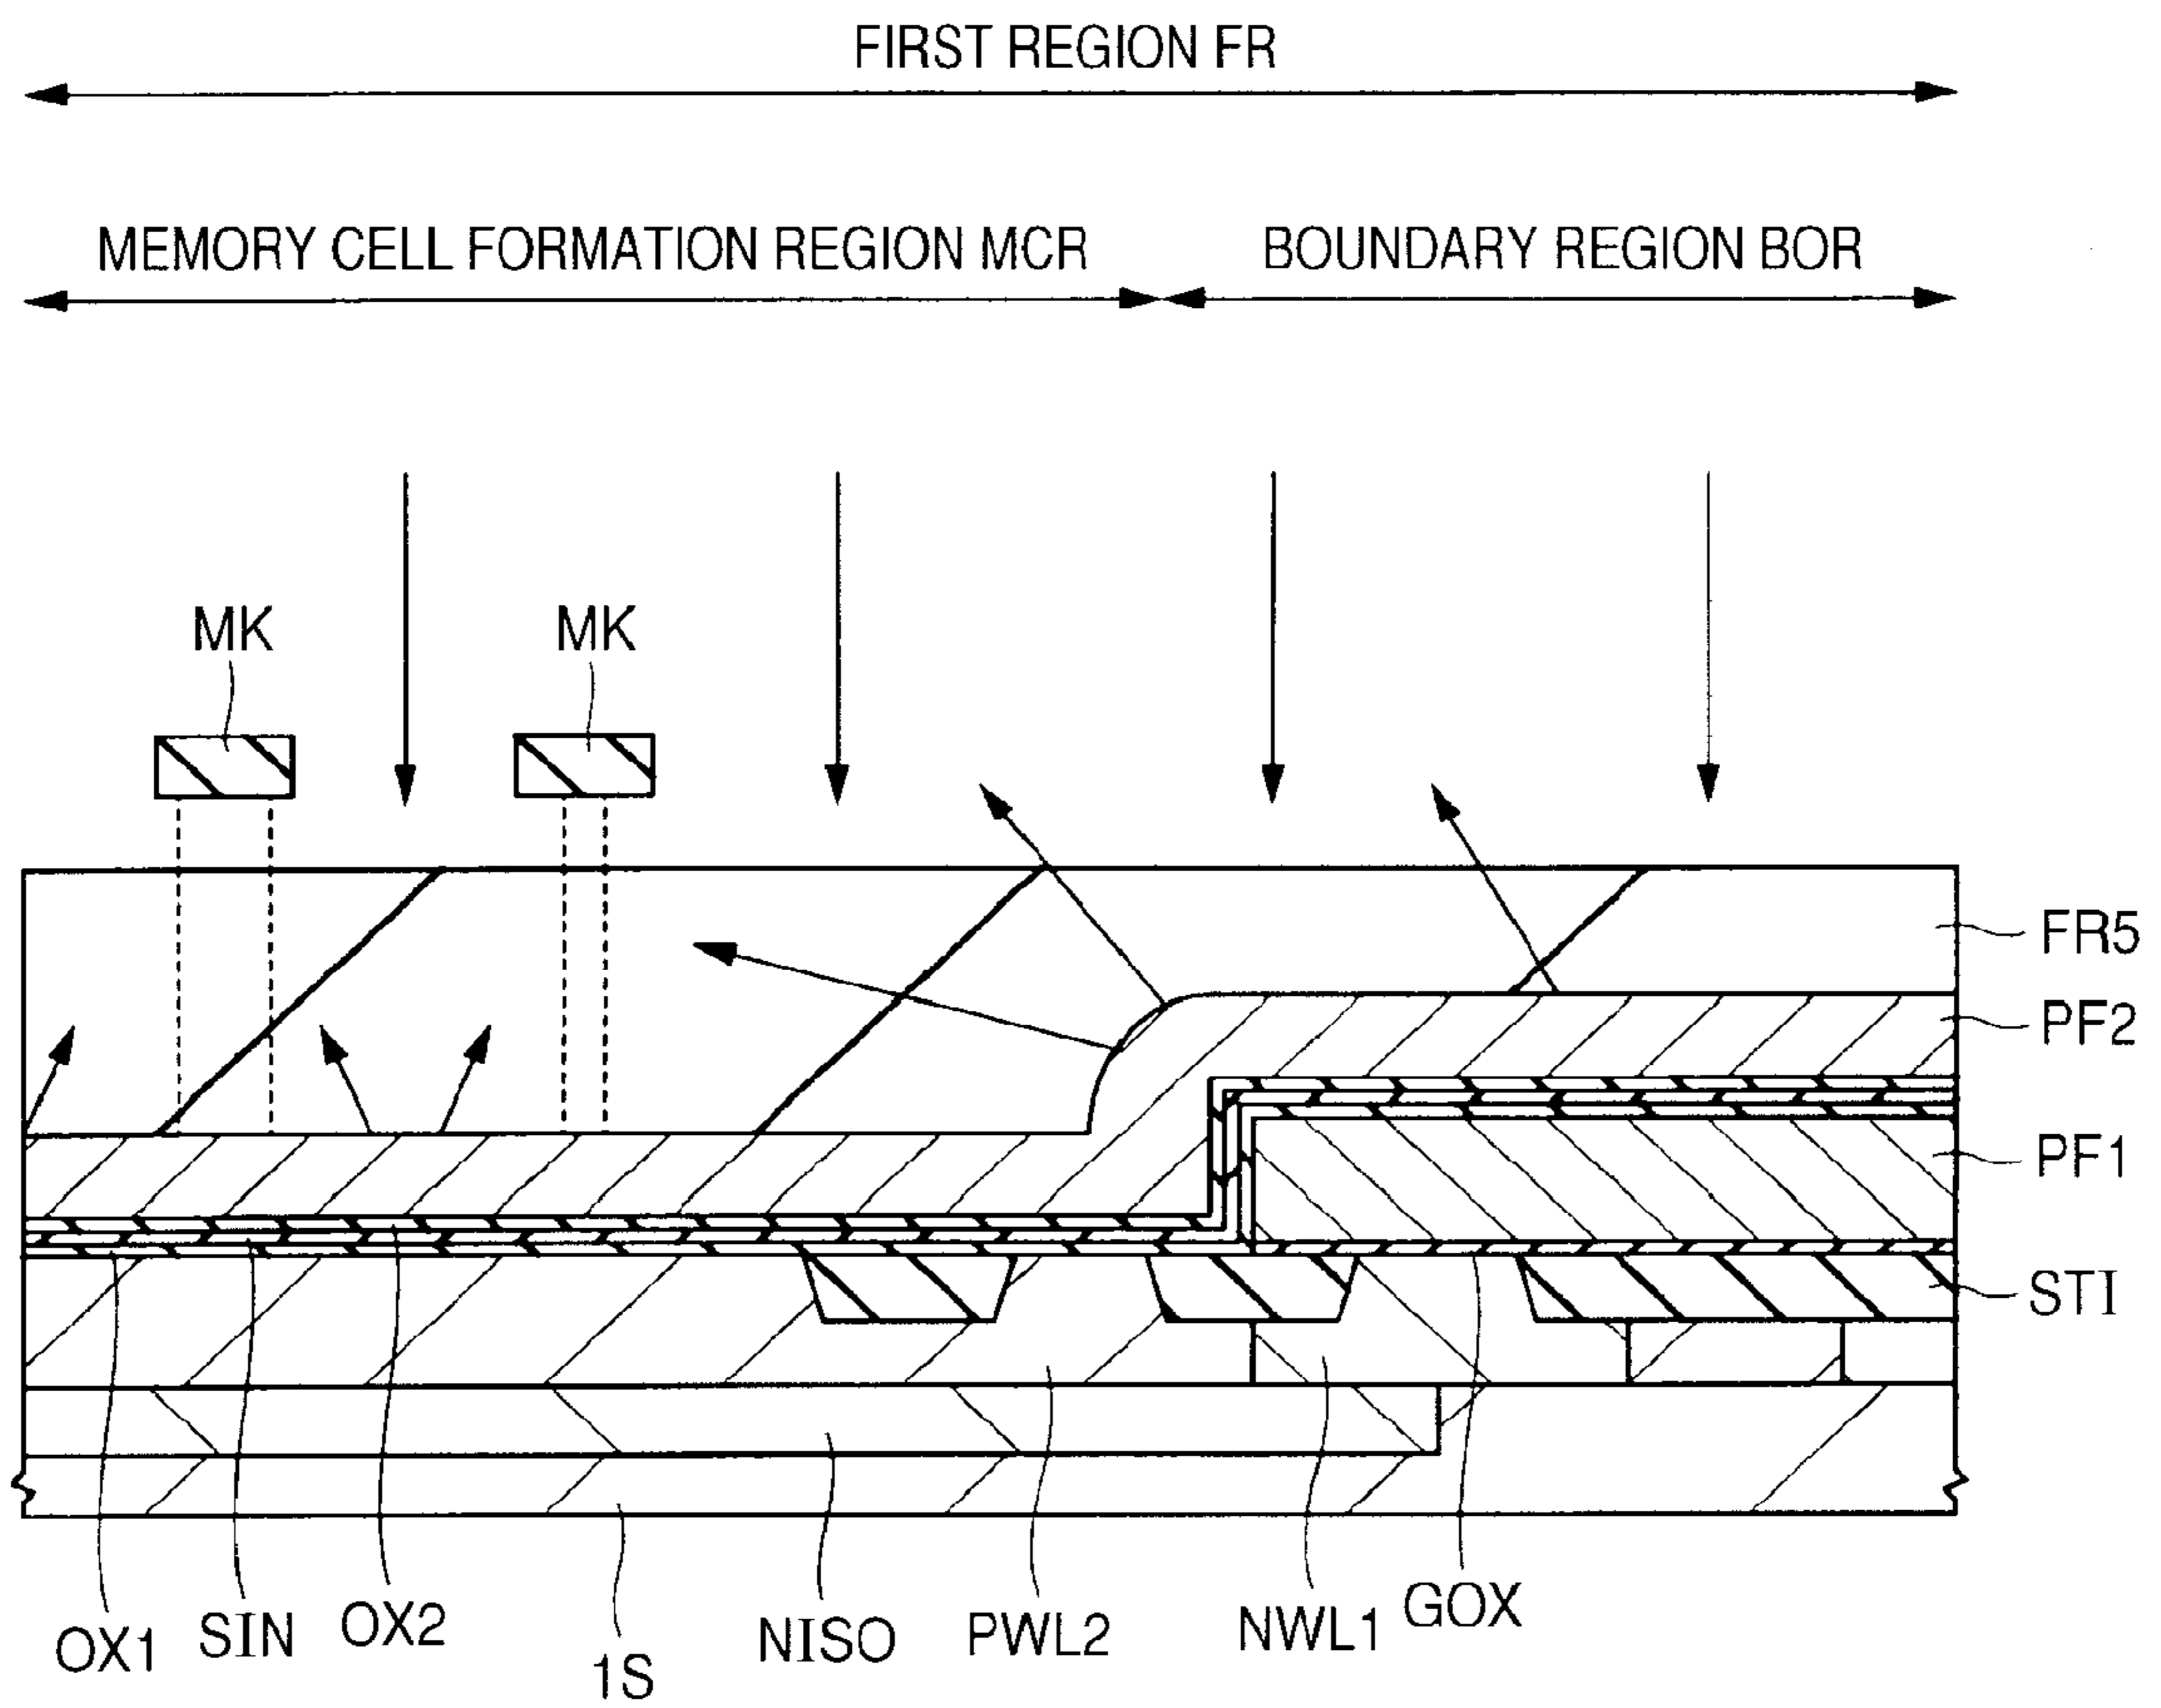 FIRST REGION FR
MEMORY CELL FORMATION REGION MCR
BOUNDARY REGION BOR
MK
MK
FR5
PF2
PF1
STI
OX1
SIN
OX2
1S
NISO
PWL2
NWL1
GOX